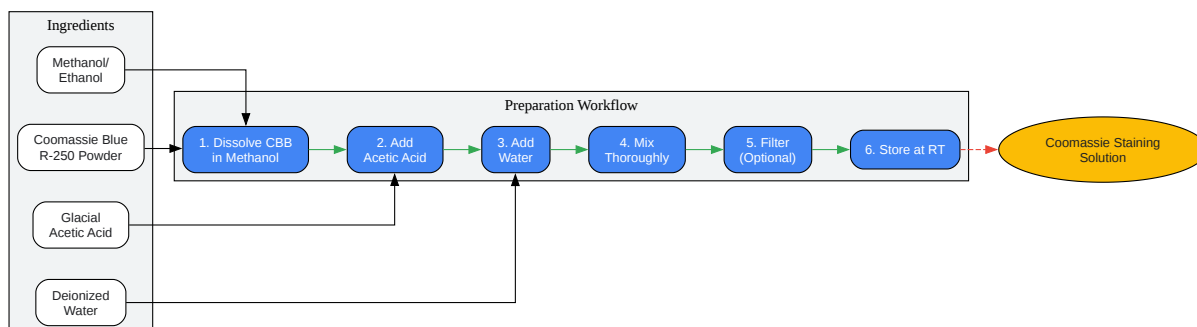 Ingredients
Methanol/
Ethanol
Coomassie Blue
R-250 Powder
Glacial
Acetic Acid
Deionized
Water
Preparation Workflow
1. Dissolve CBB
in Methanol
2. Add
Acetic Acid
3. Add
Water
4. Mix
Thoroughly
5. Filter
(Optional)
6. Store at RT
Coomassie Staining
Solution